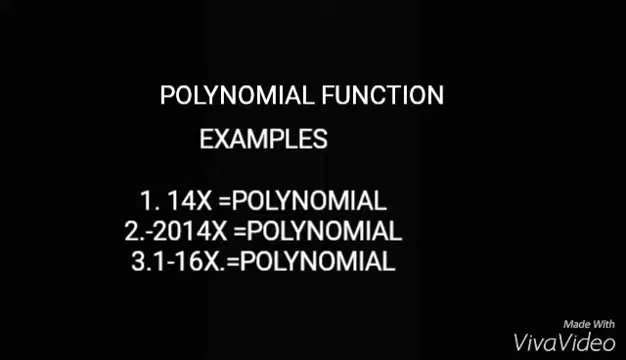 POLYNOMIAL FUNCTION
EXAMPLES
1. 14X =POLYNOMIAL
2.-2014X =POLYNOMIAL
3.1-16X.=POLYNOMIAL
Made With
VivaVideo